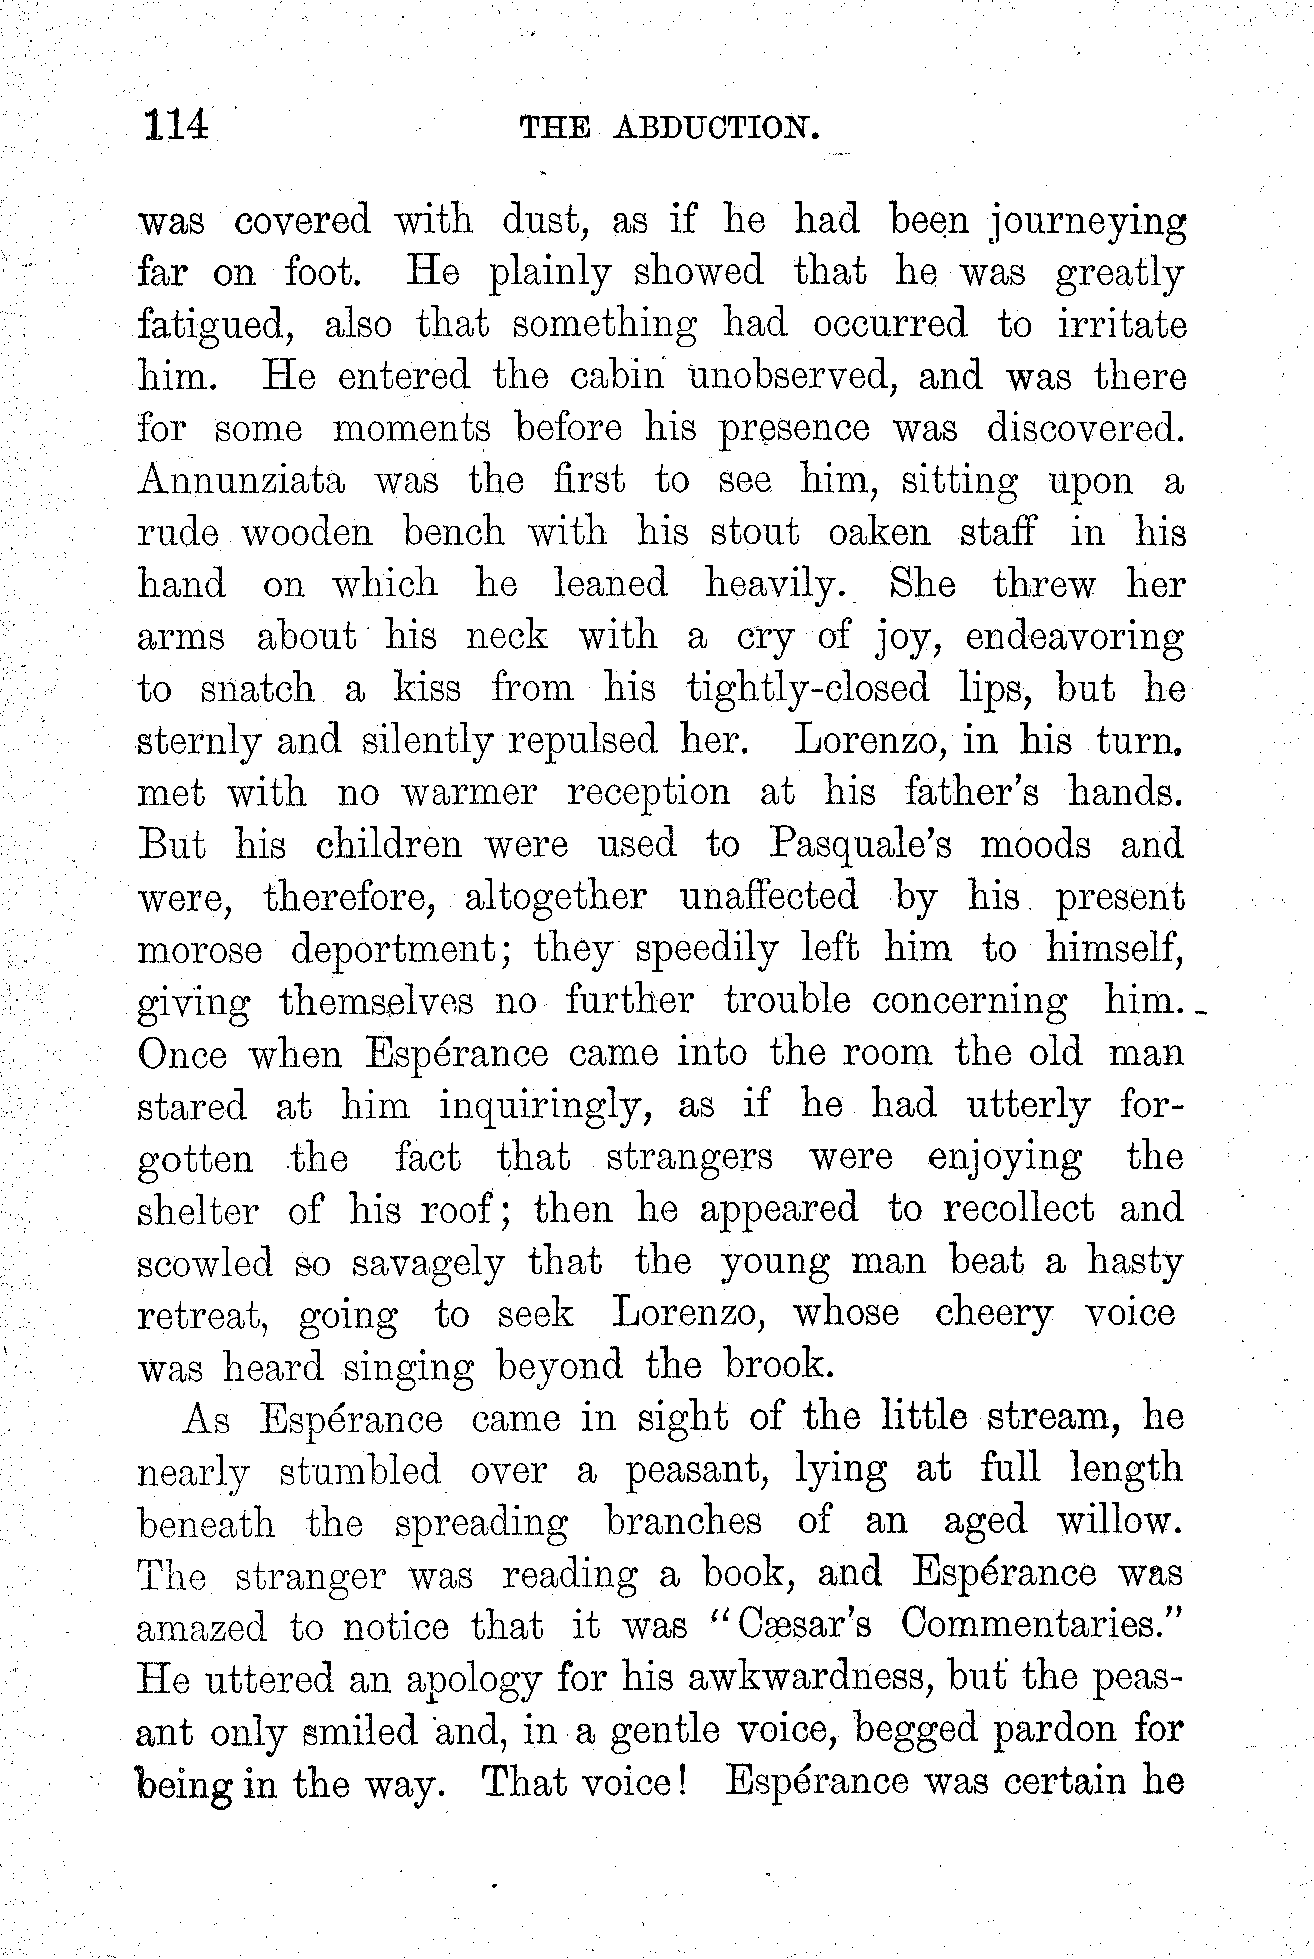 114 THE ABDUCTION.
was covered with dust, as if he had been journeying
far on foot. He plainly showed that he was greatly
fatigued, also that something had occurred to irritate
him. He entered the cabin unobserved, and was there
for some moments before his presence was discovered.
Annunziata was the first to see him, sitting upon a
rude wooden bench with his stout oaken staff in his
hand on which he leaned heavily. She threw her
arms about his neck with a cry of joy, endeavoring
to snatch a kiss from his tightly-closed lips, but he
sternly and silently repulsed her. Lorenzo, in his turn.
met with no warmer reception at his father's hands.
But his children were used to Pasquale's moods and
were, therefore, altogether unaffected by his present
morose deportment; they speedily left him to himself,
giving themselves no further trouble concerning him.
Once when Espérance came into the room the old man
stared at him inquiringly, as if he had utterly for-
gotten the fact that strangers were enjoying the
shelter of his roof; then he appeared to recollect and
scowled so savagely that the young man beat a hasty
retreat, going to seek Lorenzo, whose cheery voice
was heard singing beyond the brook.
As Espérance came in sight of the little stream, he
nearly stumbled over a peasant, lying at full length
beneath the spreading branches of an aged willow.
The stranger was reading a book, and Espérance was
amazed to notice that it was "Cæsar's Commentaries."
He uttered an apology for his awkwardness, but the peas-
ant only smiled and, in a gentle voice, begged pardon for
being in the way. That voice! Espérance was certain he